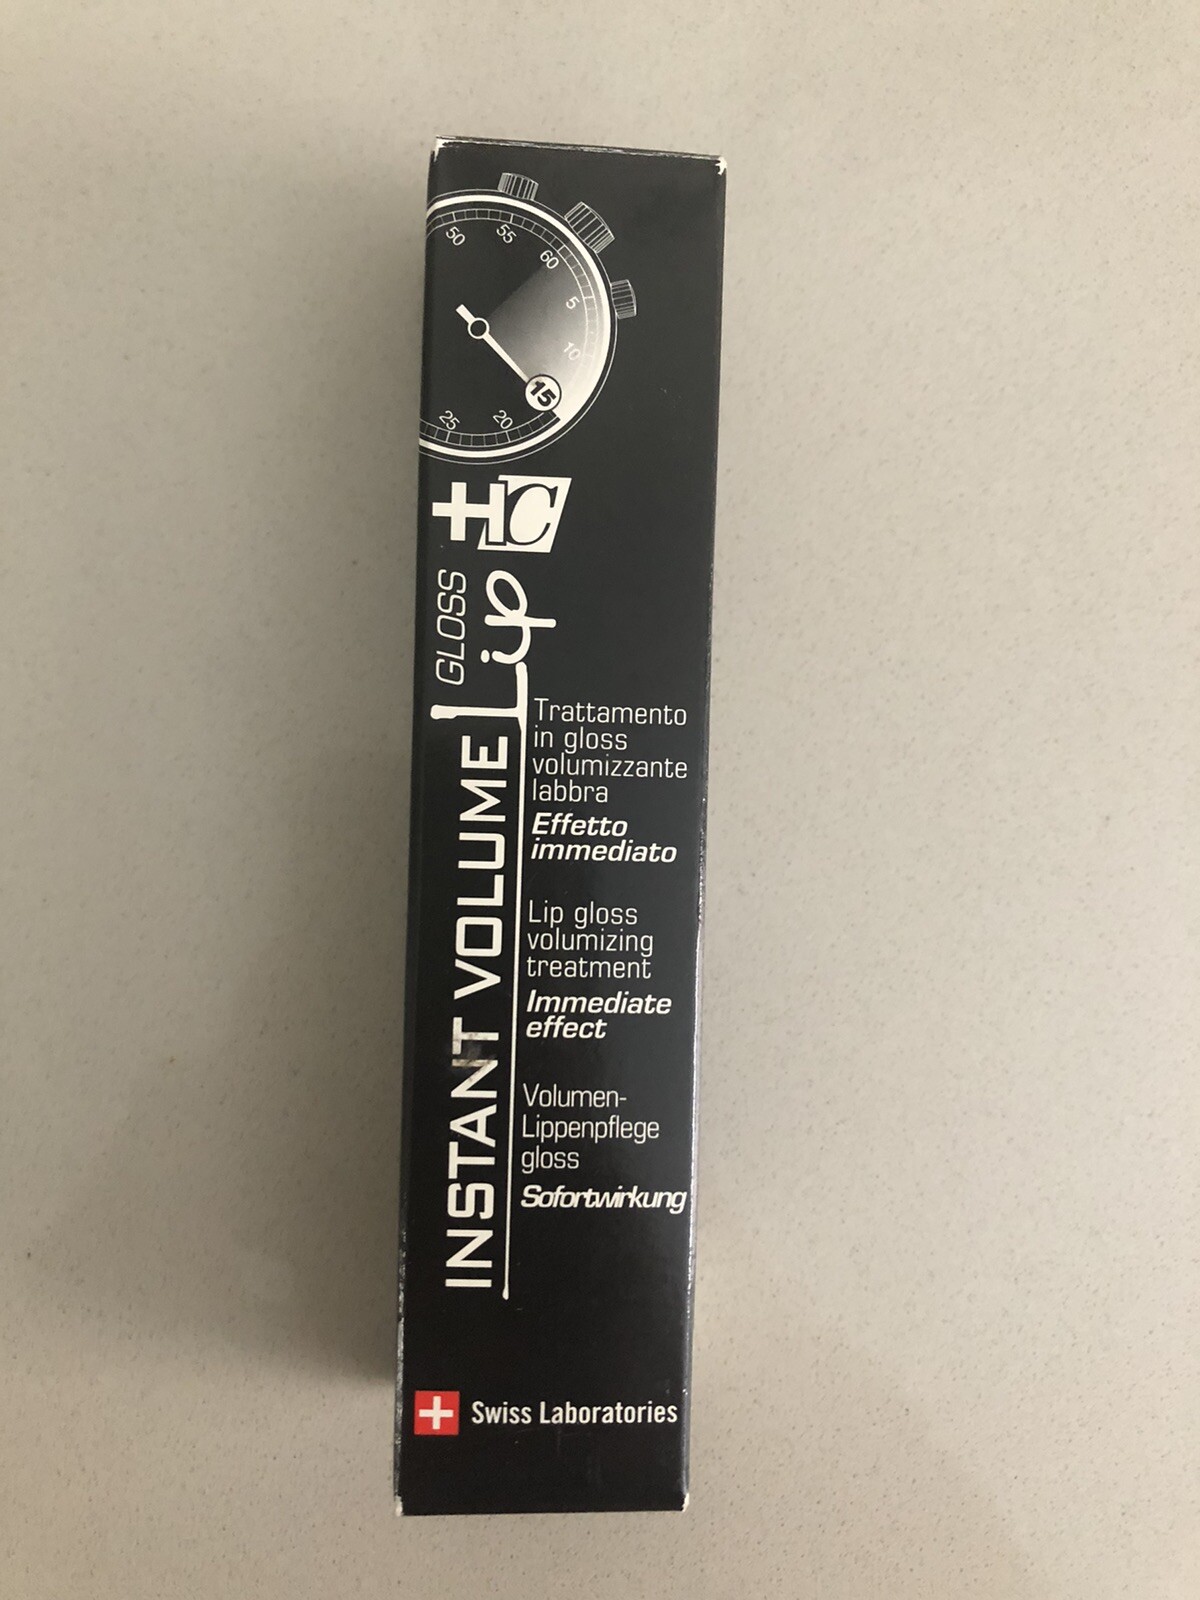 50
55
60
5
10
15
20
25
+HC
GLOSS
INSTANT VOLUME Lip
Trattamento
in gloss
volumizzante
labbra
Effetto
immediato
Lip gloss
volumizing
treatment
Immediate
effect
Volumen-
Lippenpflege
gloss
Sofortwirkung
Swiss Laboratories